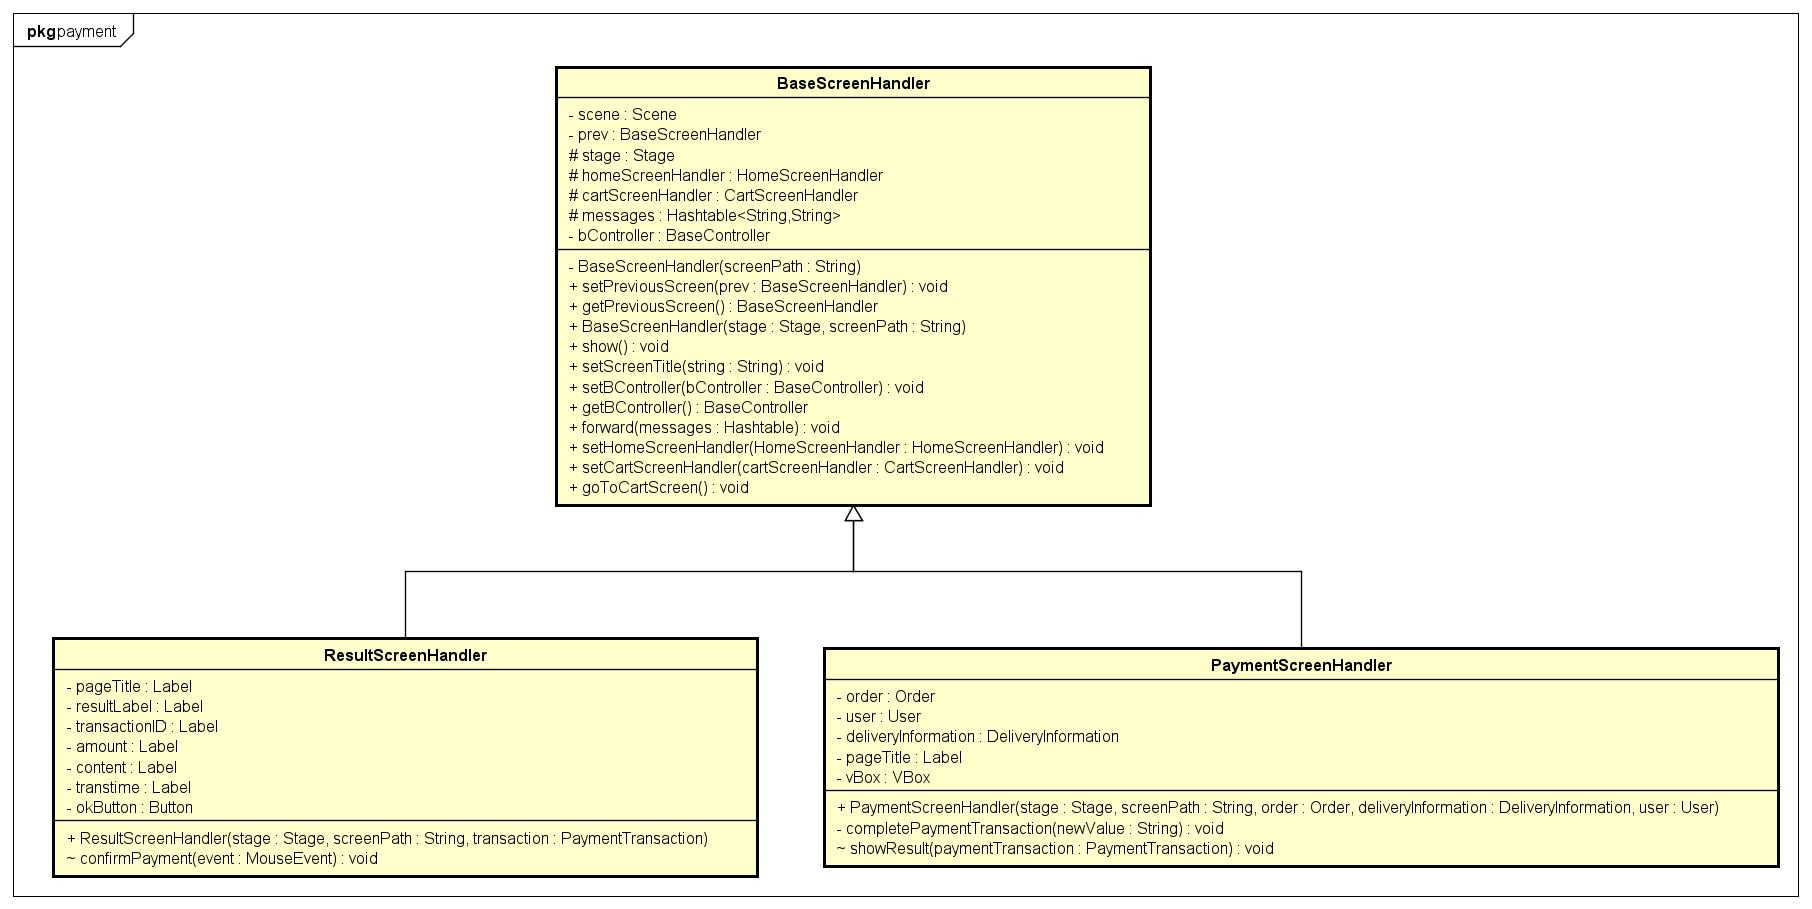 pkg payment
BaseScreenHandler
- scene : Scene
- prev : BaseScreenHandler
# stage : Stage
# homeScreenHandler : HomeScreenHandler
# cartScreenHandler : CartScreenHandler
# messages : Hashtable<String,String>
- bController : BaseController
- BaseScreenHandler(screenPath : String)
+ setPreviousScreen(prev : BaseScreenHandler) : void
+ getPreviousScreen() : BaseScreenHandler
+ BaseScreenHandler(stage : Stage, screenPath : String)
+ show() : void
+ setScreenTitle(string : String) : void
+ setBController(bController : BaseController) : void
+ getBController() : BaseController
+ forward(messages : Hashtable) : void
+ setHomeScreenHandler(HomeScreenHandler : HomeScreenHandler) : void
+ setCartScreenHandler(cartScreenHandler : CartScreenHandler) : void
+ goToCartScreen() : void
ResultScreenHandler
- pageTitle : Label
- resultLabel : Label
- transactionID : Label
- amount : Label
- content : Label
- transtime : Label
- okButton : Button
+ ResultScreenHandler(stage : Stage, screenPath : String, transaction : PaymentTransaction)
~ confirmPayment(event : MouseEvent) : void
PaymentScreenHandler
- order : Order
- user : User
- deliveryInformation : DeliveryInformation
- pageTitle : Label
- vBox : VBox
+ PaymentScreenHandler(stage : Stage, screenPath : String, order : Order, deliveryInformation : DeliveryInformation, user : User)
- completePaymentTransaction(newValue : String) : void
~ showResult(paymentTransaction : PaymentTransaction) : void